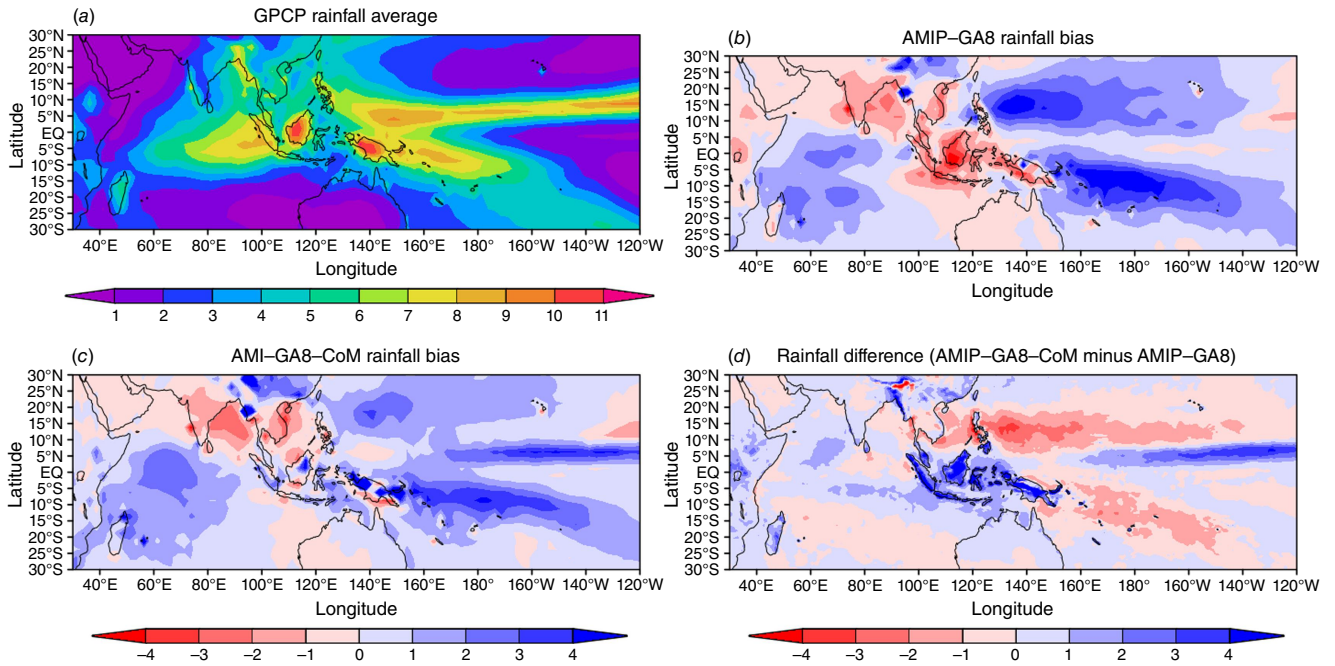 (a) GPCP rainfall average
30°N
25°N
20°N
15°N
10°N
5°N
EQ
5°S
10°S
15°S
20°S
25°S
30°S
Latitude
40°E 60°E 80°E 100°E 120°E 140°E 160°E 180° 160°W 140°W 120°W
Longitude
1 2 3 4 5 6 7 8 9 10 11
(b) AMIP–GA8 rainfall bias
30°N
25°N
20°N
15°N
10°N
5°N
EQ
5°S
10°S
15°S
20°S
25°S
30°S
Latitude
40°E 60°E 80°E 100°E 120°E 140°E 160°E 180° 160°W 140°W 120°W
Longitude
(c) AMI–GA8–CoM rainfall bias
30°N
25°N
20°N
15°N
10°N
5°N
EQ
5°S
10°S
15°S
20°S
25°S
30°S
Latitude
40°E 60°E 80°E 100°E 120°E 140°E 160°E 180° 160°W 140°W 120°W
Longitude
–4 –3 –2 –1 0 1 2 3 4
(d) Rainfall difference (AMIP–GA8–CoM minus AMIP–GA8)
30°N
25°N
20°N
15°N
10°N
5°N
EQ
5°S
10°S
15°S
20°S
25°S
30°S
Latitude
40°E 60°E 80°E 100°E 120°E 140°E 160°E 180° 160°W 140°W 120°W
Longitude
–4 –3 –2 –1 0 1 2 3 4